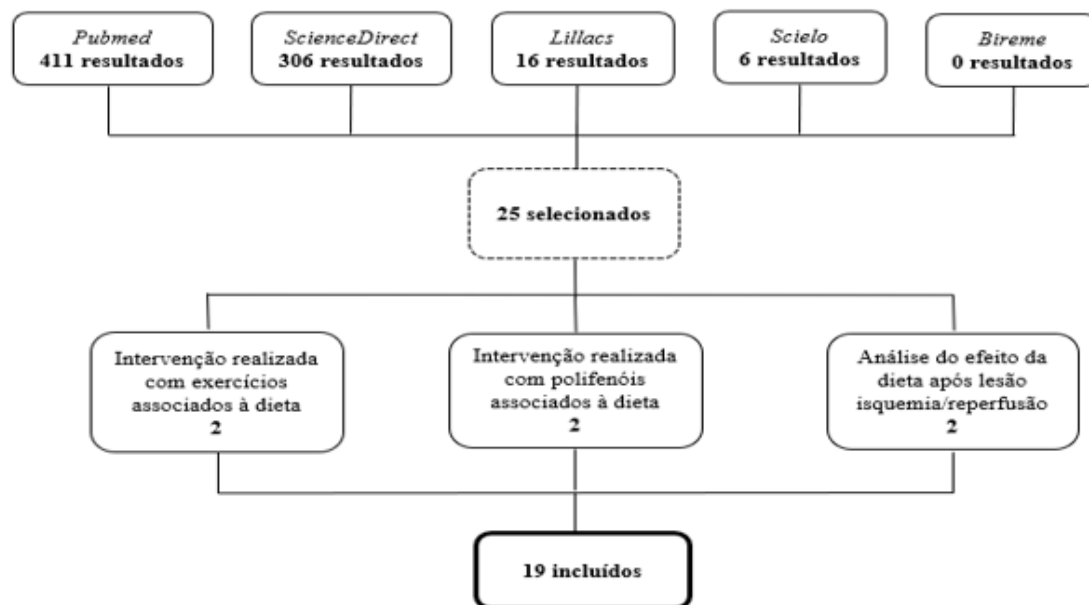 Pubmed
411 resultados
ScienceDirect
306 resultados
Lillacs
16 resultados
Scielo
6 resultados
Bireme
0 resultados
25 selecionados
Intervenção realizada
com exercícios
associados à dieta
2
Intervenção realizada
com polifenóis
associados à dieta
2
Análise do efeito da
dieta após lesão
isquemia/reperfusão
2
19 incluídos